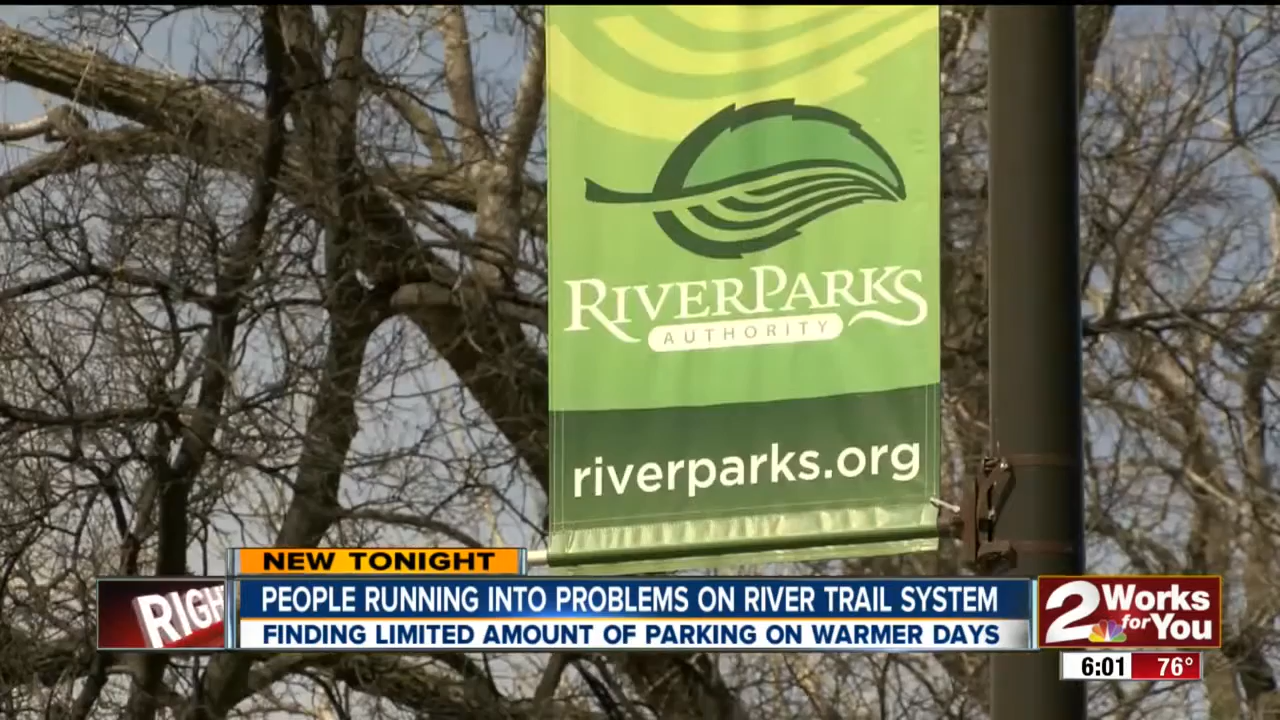 RIVERPARKS
AUTHORITY
riverparks.org
NEW TONIGHT
PEOPLE RUNNING INTO PROBLEMS ON RIVER TRAIL SYSTEM
FINDING LIMITED AMOUNT OF PARKING ON WARMER DAYS
2 Works for You
6:01 76°